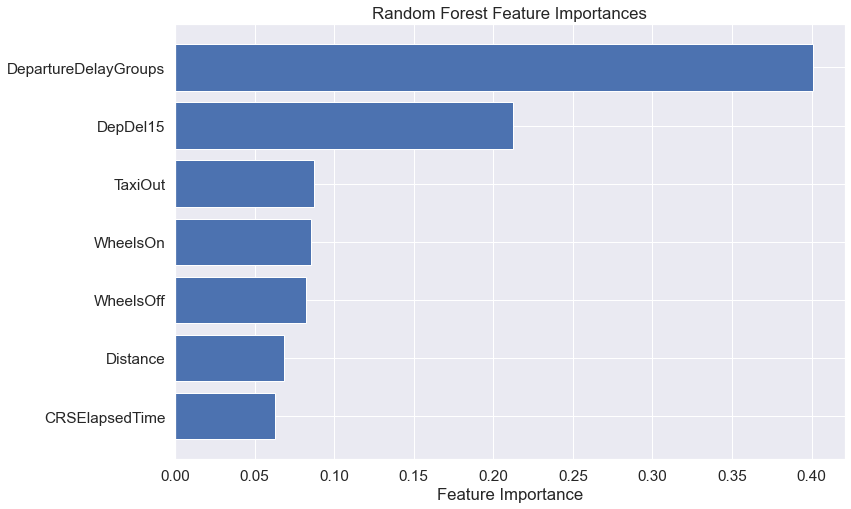 Random Forest Feature Importances
DepartureDelayGroups
DepDel15
TaxiOut
WheelsOn
WheelsOff
Distance
CRSElapsedTime
0.00 0.05 0.10 0.15 0.20 0.25 0.30 0.35 0.40
Feature Importance